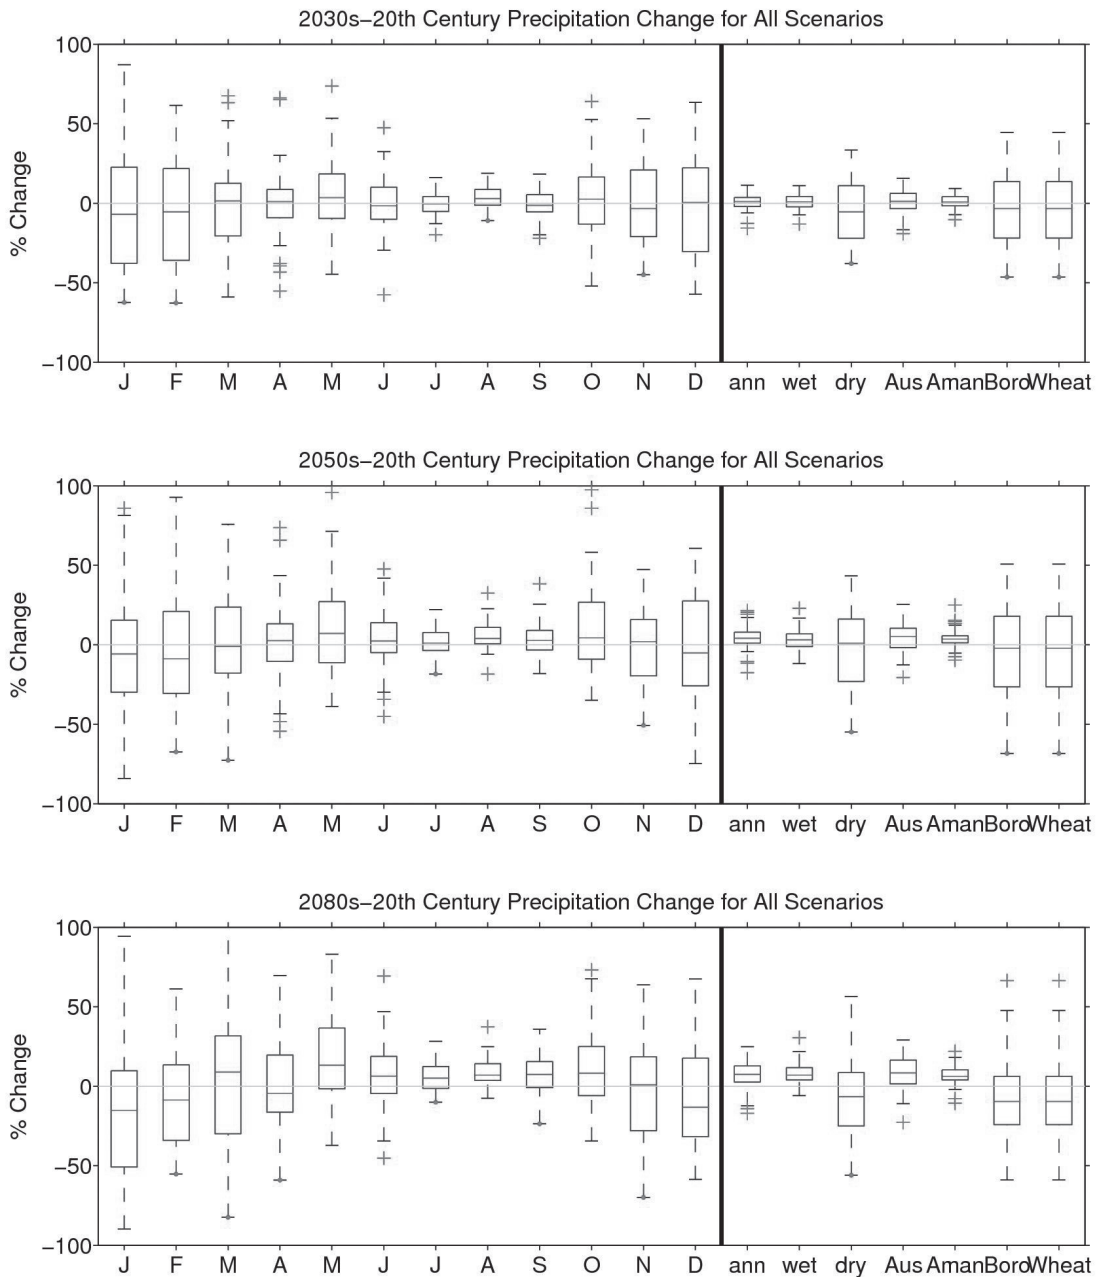 2030s–20th Century Precipitation Change for All Scenarios
100
50
0
−50
−100
% Change
J F M A M J J A S O N D ann wet dry Aus Aman Boro Wheat
2050s–20th Century Precipitation Change for All Scenarios
100
50
0
−50
−100
% Change
J F M A M J J A S O N D ann wet dry Aus Aman Boro Wheat
2080s–20th Century Precipitation Change for All Scenarios
100
50
0
−50
−100
% Change
J F M A M J J A S O N D ann wet dry Aus Aman Boro Wheat